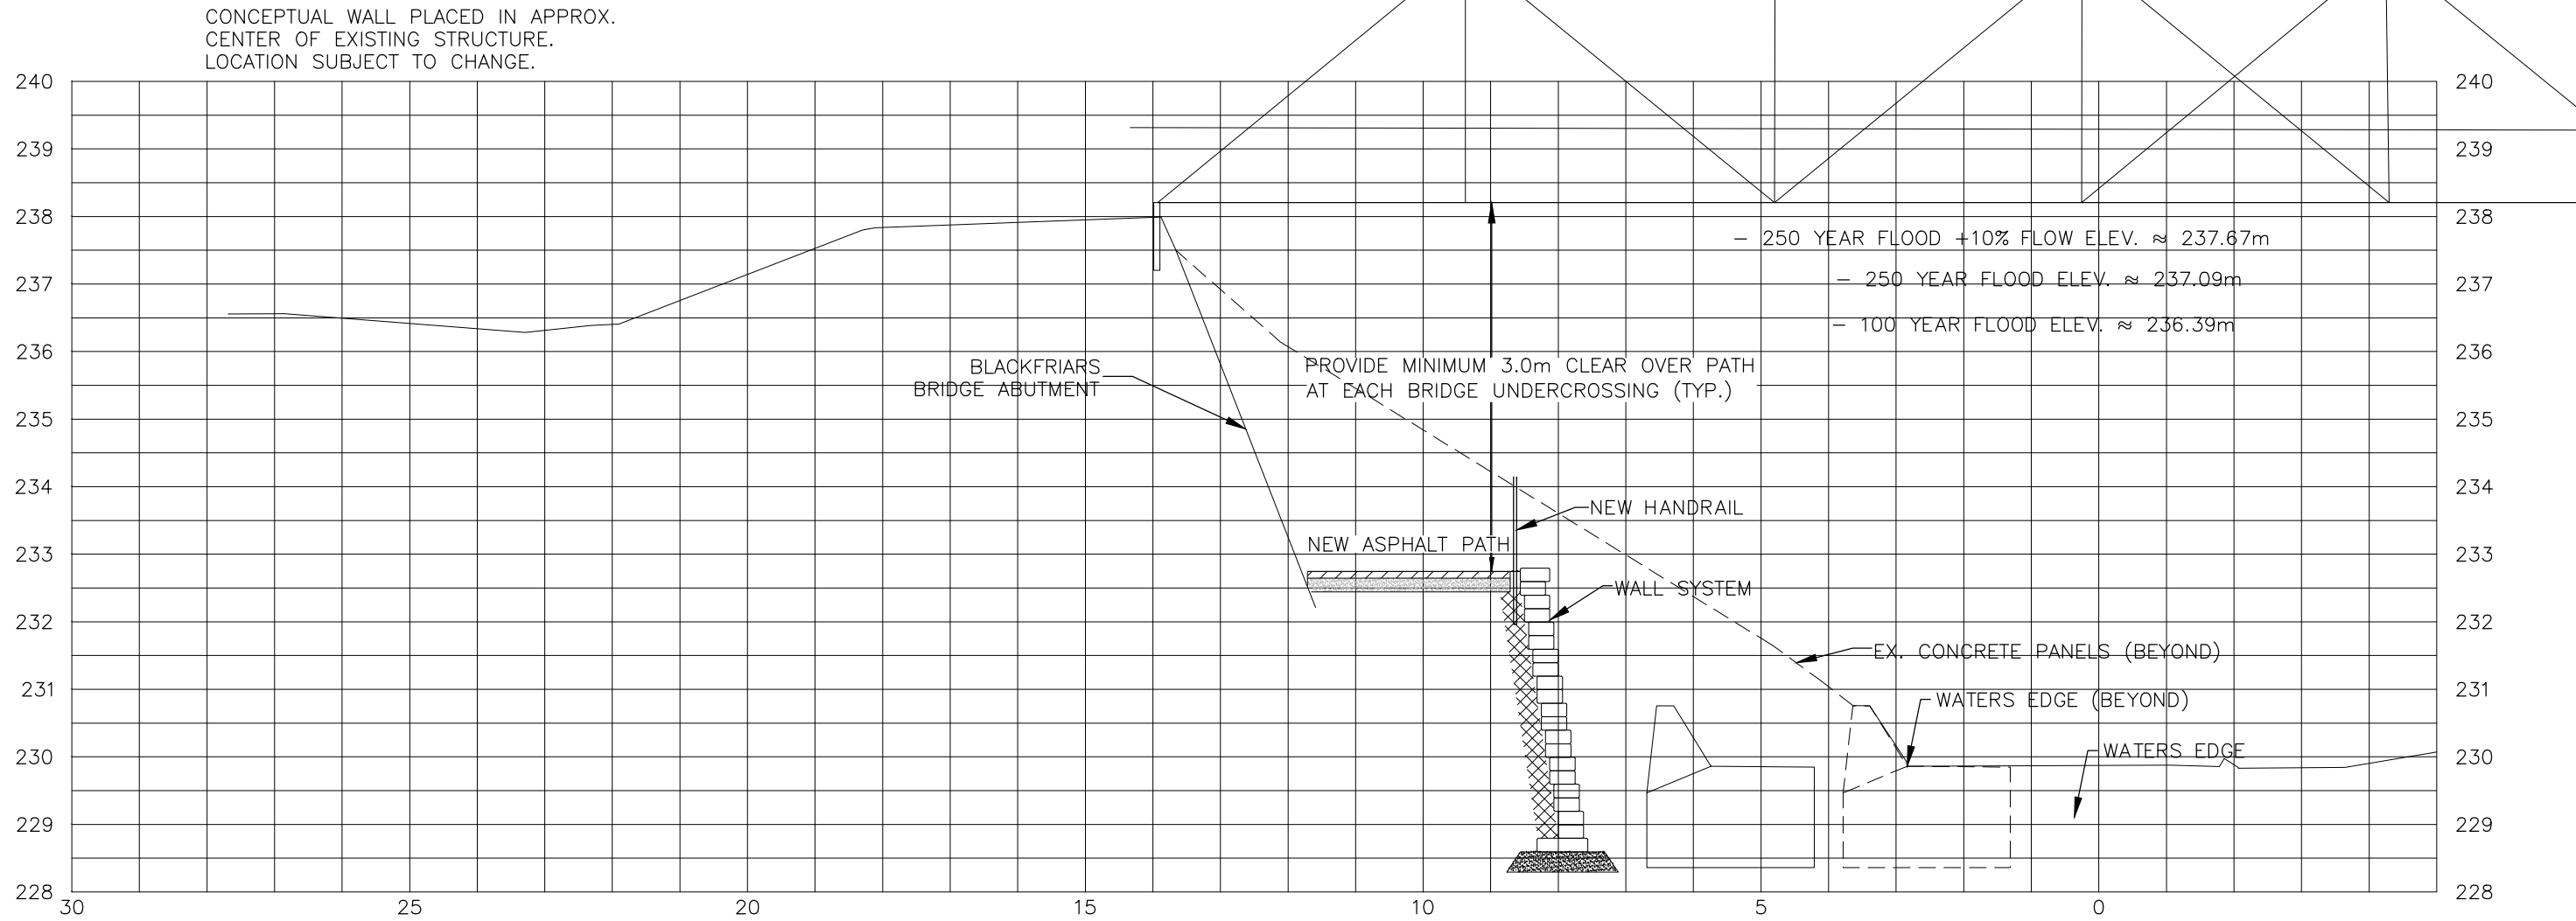 CONCEPTUAL WALL PLACED IN APPROX.
CENTER OF EXISTING STRUCTURE.
LOCATION SUBJECT TO CHANGE.
240 240
239 239
238 238
- 250 YEAR FLOOD +10% FLOW ELEV. ≈ 237.67m
237 237
- 250 YEAR FLOOD ELEV. ≈ 237.09m
- 100 YEAR FLOOD ELEV. ≈ 236.39m
236 236
BLACKFRIARS
BRIDGE ABUTMENT
PROVIDE MINIMUM 3.0m CLEAR OVER PATH
AT EACH BRIDGE UNDERCROSSING (TYP.)
235 235
234 234
NEW HANDRAIL
NEW ASPHALT PATH
233 233
WALL SYSTEM
232 232
EX. CONCRETE PANELS (BEYOND)
231 231
WATERS EDGE (BEYOND)
WATERS EDGE
230 230
229 229
228 228
30 25 20 15 10 5 0